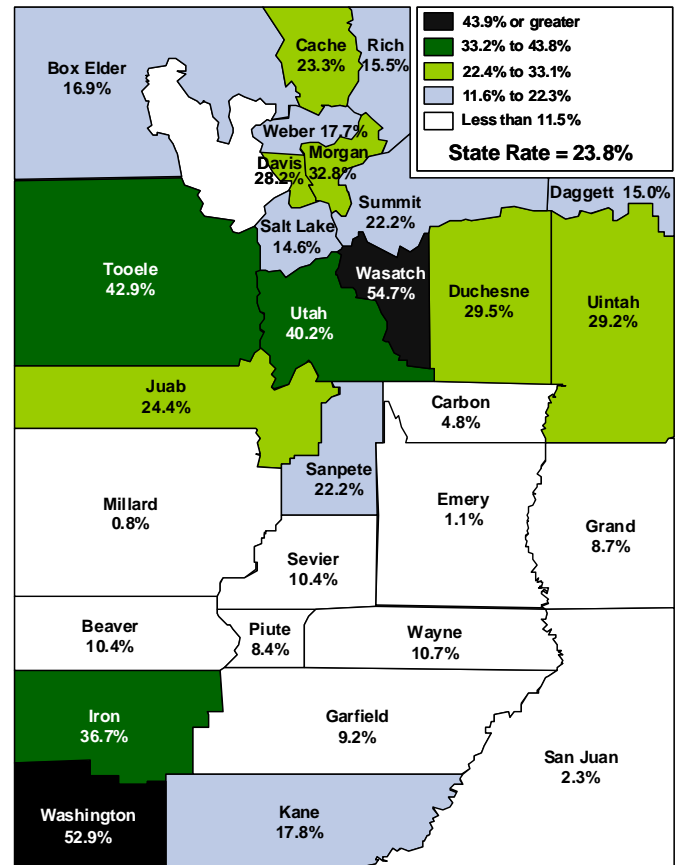 43.9% or greater
33.2% to 43.8%
22.4% to 33.1%
11.6% to 22.3%
Less than 11.5%
State Rate = 23.8%
Box Elder
16.9%
Cache
23.3%
Rich
15.5%
Weber 17.7%
Davis
28.2%
Morgan
32.8%
Summit
22.2%
Daggett 15.0%
Salt Lake
14.6%
Tooele
42.9%
Wasatch
54.7%
Utah
40.2%
Duchesne
29.5%
Uintah
29.2%
Juab
24.4%
Carbon
4.8%
Sanpete
22.2%
Millard
0.8%
Emery
1.1%
Grand
8.7%
Sevier
10.4%
Beaver
10.4%
Piute
8.4%
Wayne
10.7%
Iron
36.7%
Garfield
9.2%
San Juan
2.3%
Washington
52.9%
Kane
17.8%